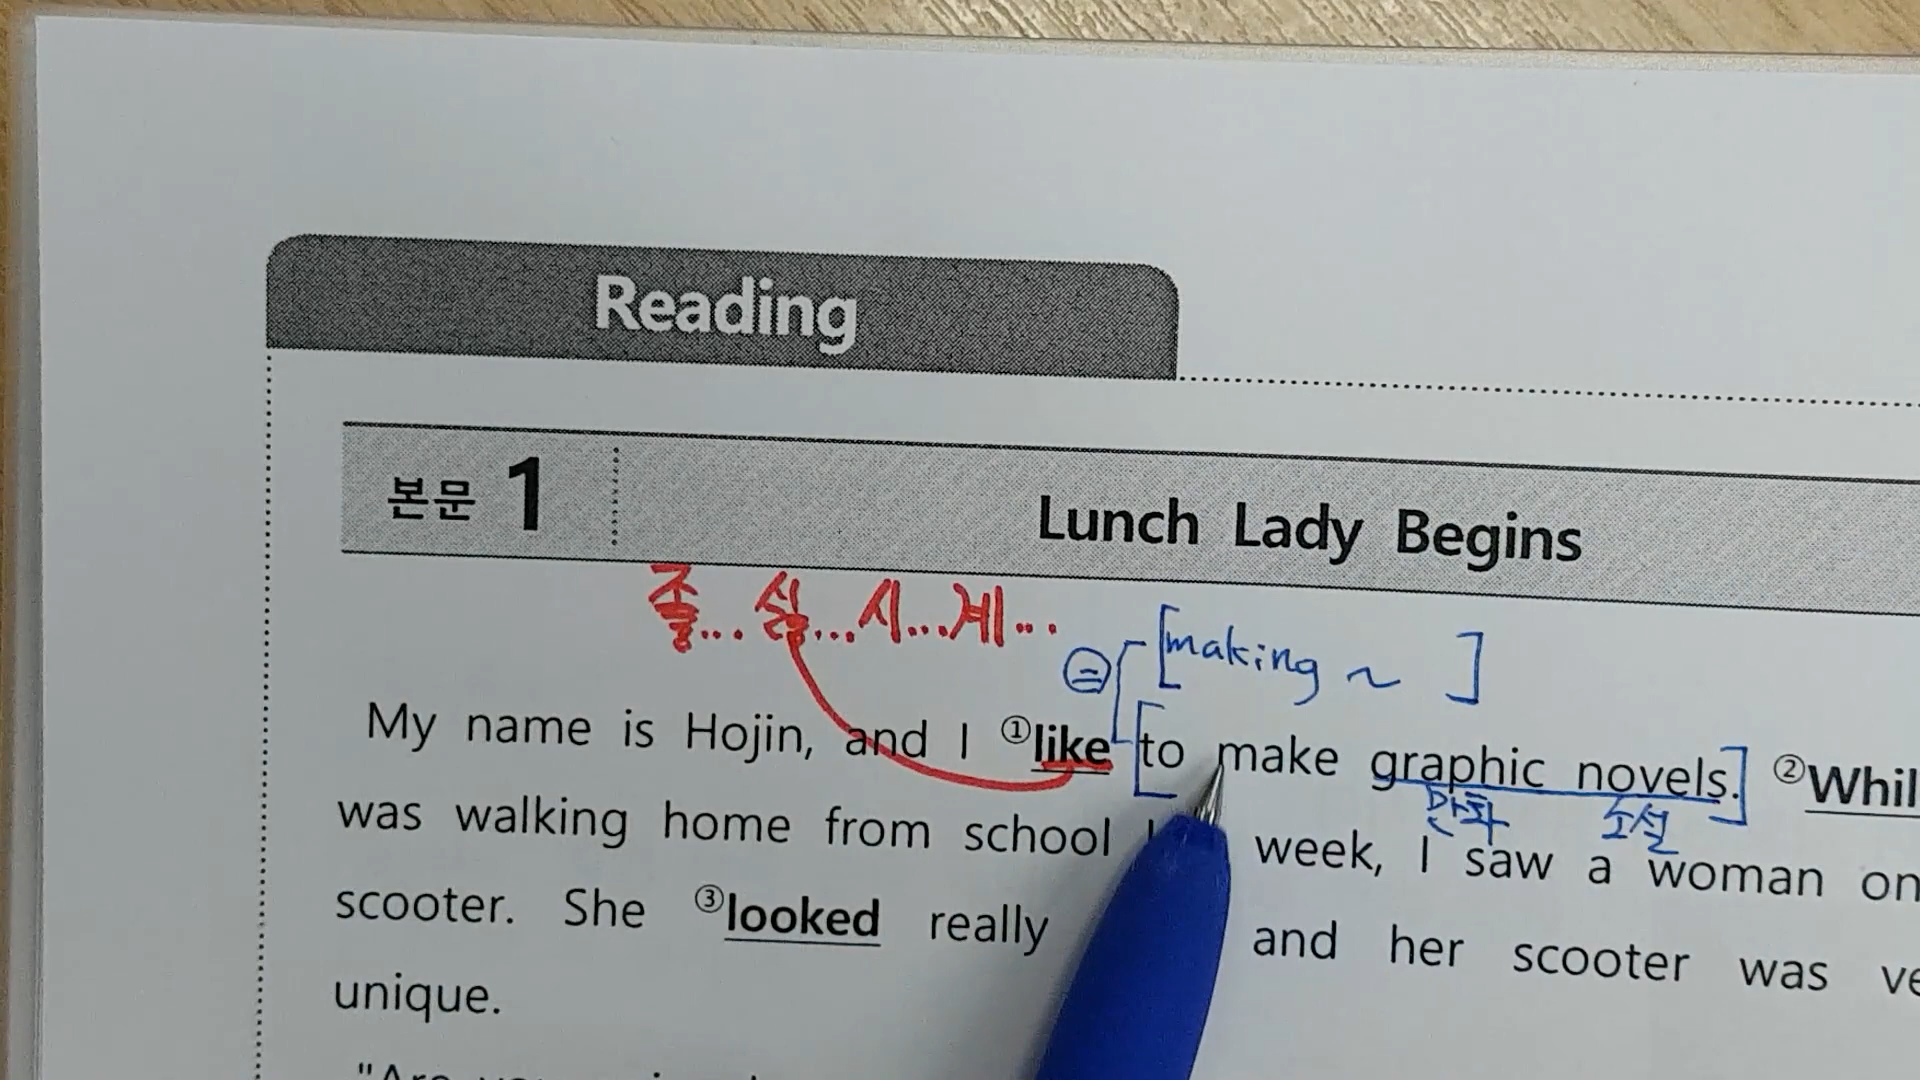 Reading
본문 1 Lunch Lady Begins
좋... 싫... 시... 계...
= [making ~ ]
My name is Hojin, and I ①like [to make graphic novels.] ②Whil
만화 소설
was walking home from school week, I saw a woman on
scooter. She ③looked really and her scooter was ve
unique.